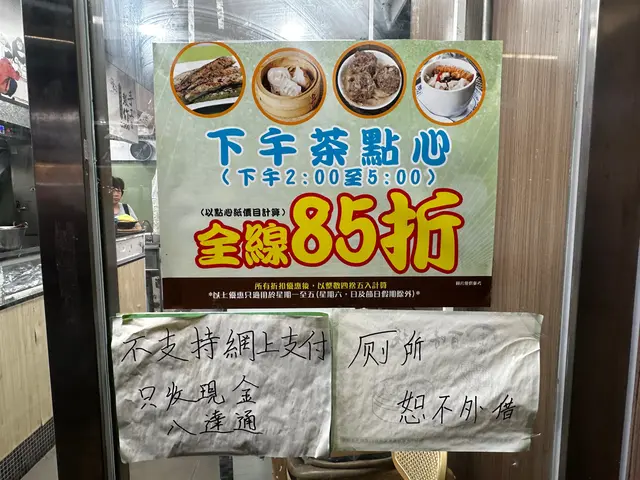 下午茶點心
(下午2:00至5:00)
(以點心紙價目計算)
全線85折
所有折扣優惠後,以整數四捨五入計算
*以上優惠只適用於星期一至五(星期六,日及節日假期除外)*
不支持網上支付
只收現金
八達通
厕所
恕不外借